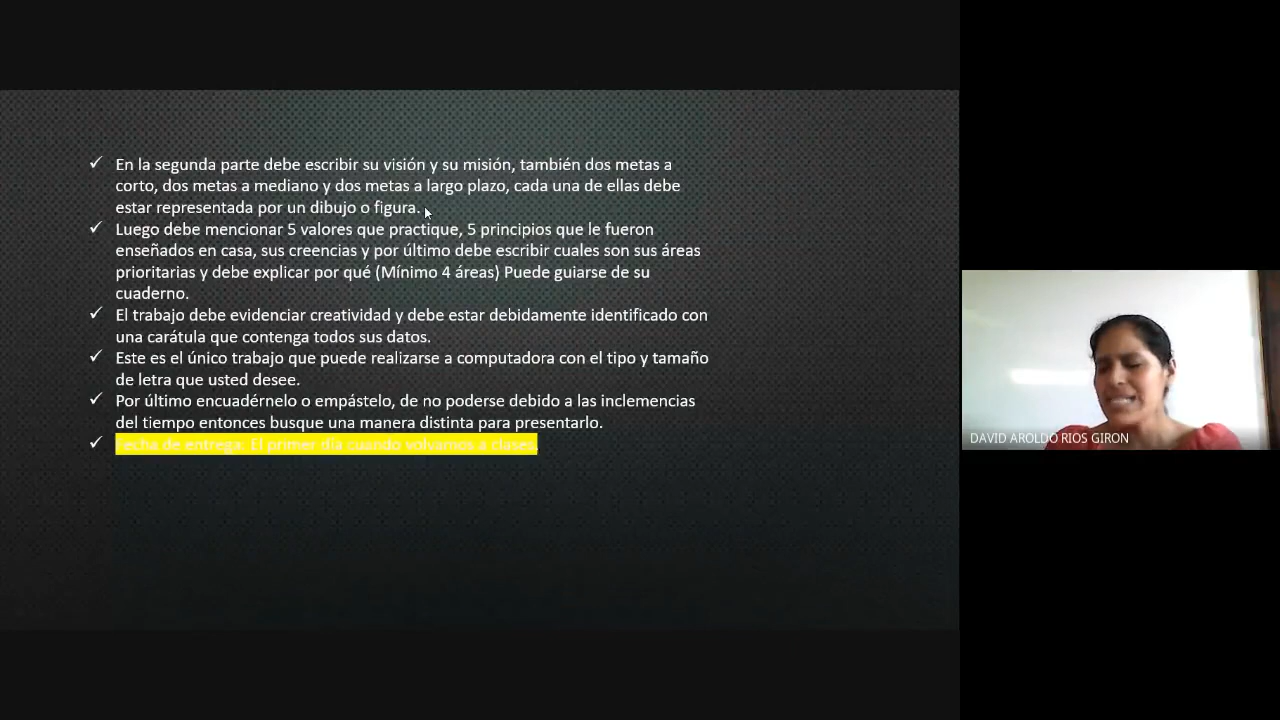 ✓ En la segunda parte debe escribir su visión y su misión, también dos metas a
corto, dos metas a mediano y dos metas a largo plazo, cada una de ellas debe
estar representada por un dibujo o figura.
✓ Luego debe mencionar 5 valores que practique, 5 principios que le fueron
enseñados en casa, sus creencias y por último debe escribir cuales son sus áreas
prioritarias y debe explicar por qué (Mínimo 4 áreas) Puede guiarse de su
cuaderno.
✓ El trabajo debe evidenciar creatividad y debe estar debidamente identificado con
una carátula que contenga todos sus datos.
✓ Este es el único trabajo que puede realizarse a computadora con el tipo y tamaño
de letra que usted desee.
✓ Por último encuadérnelo o empástelo, de no poderse debido a las inclemencias
del tiempo entonces busque una manera distinta para presentarlo.
✓ Fecha de entrega: El primer día cuando volvamos a clases.
DAVID AROLDO RIOS GIRON